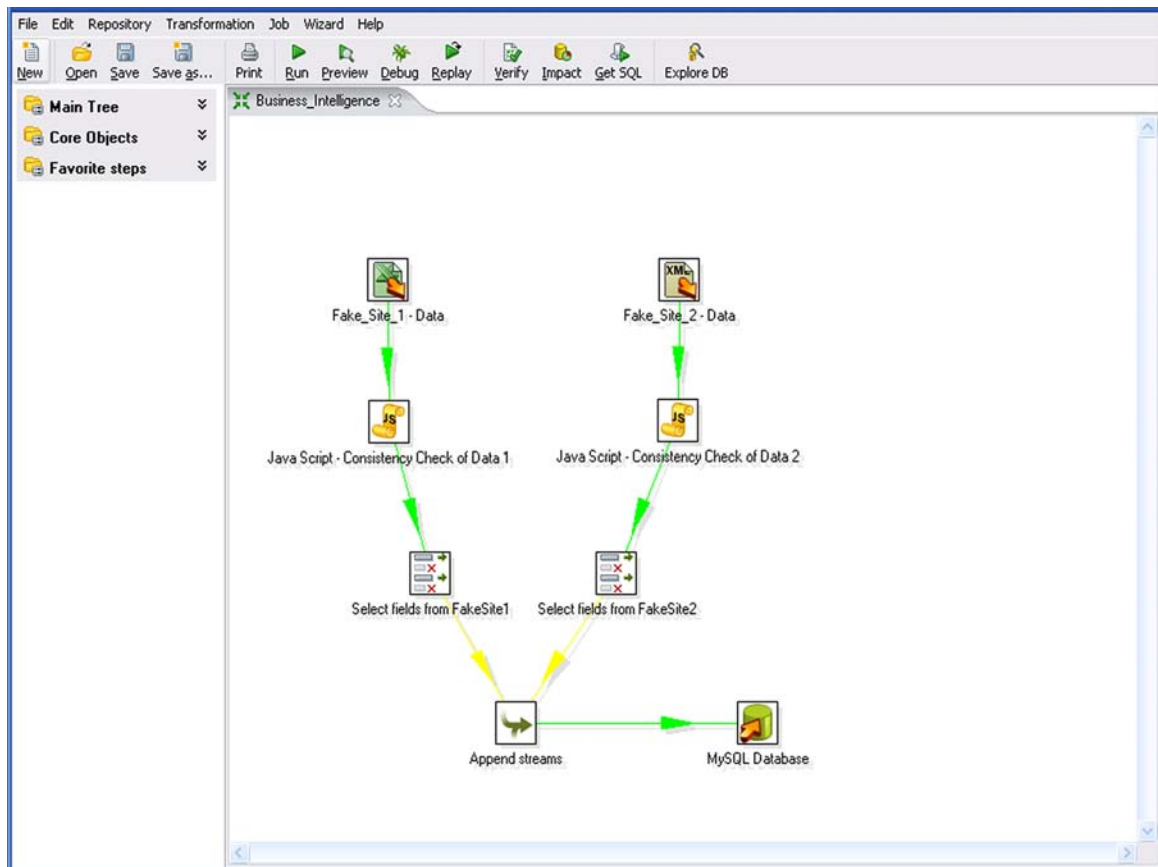 File Edit Repository Transformation Job Wizard Help
New Open Save Save as... Print Run Preview Debug Replay Verify Impact Get SQL Explore DB
Main Tree
Core Objects
Favorite steps
Business_Intelligence
XML
Fake_Site_1 - Data
Fake_Site_2 - Data
JS
JS
Java Script - Consistency Check of Data 1
Java Script - Consistency Check of Data 2
Select fields from FakeSite1
Select fields from FakeSite2
Append streams
MySQL Database